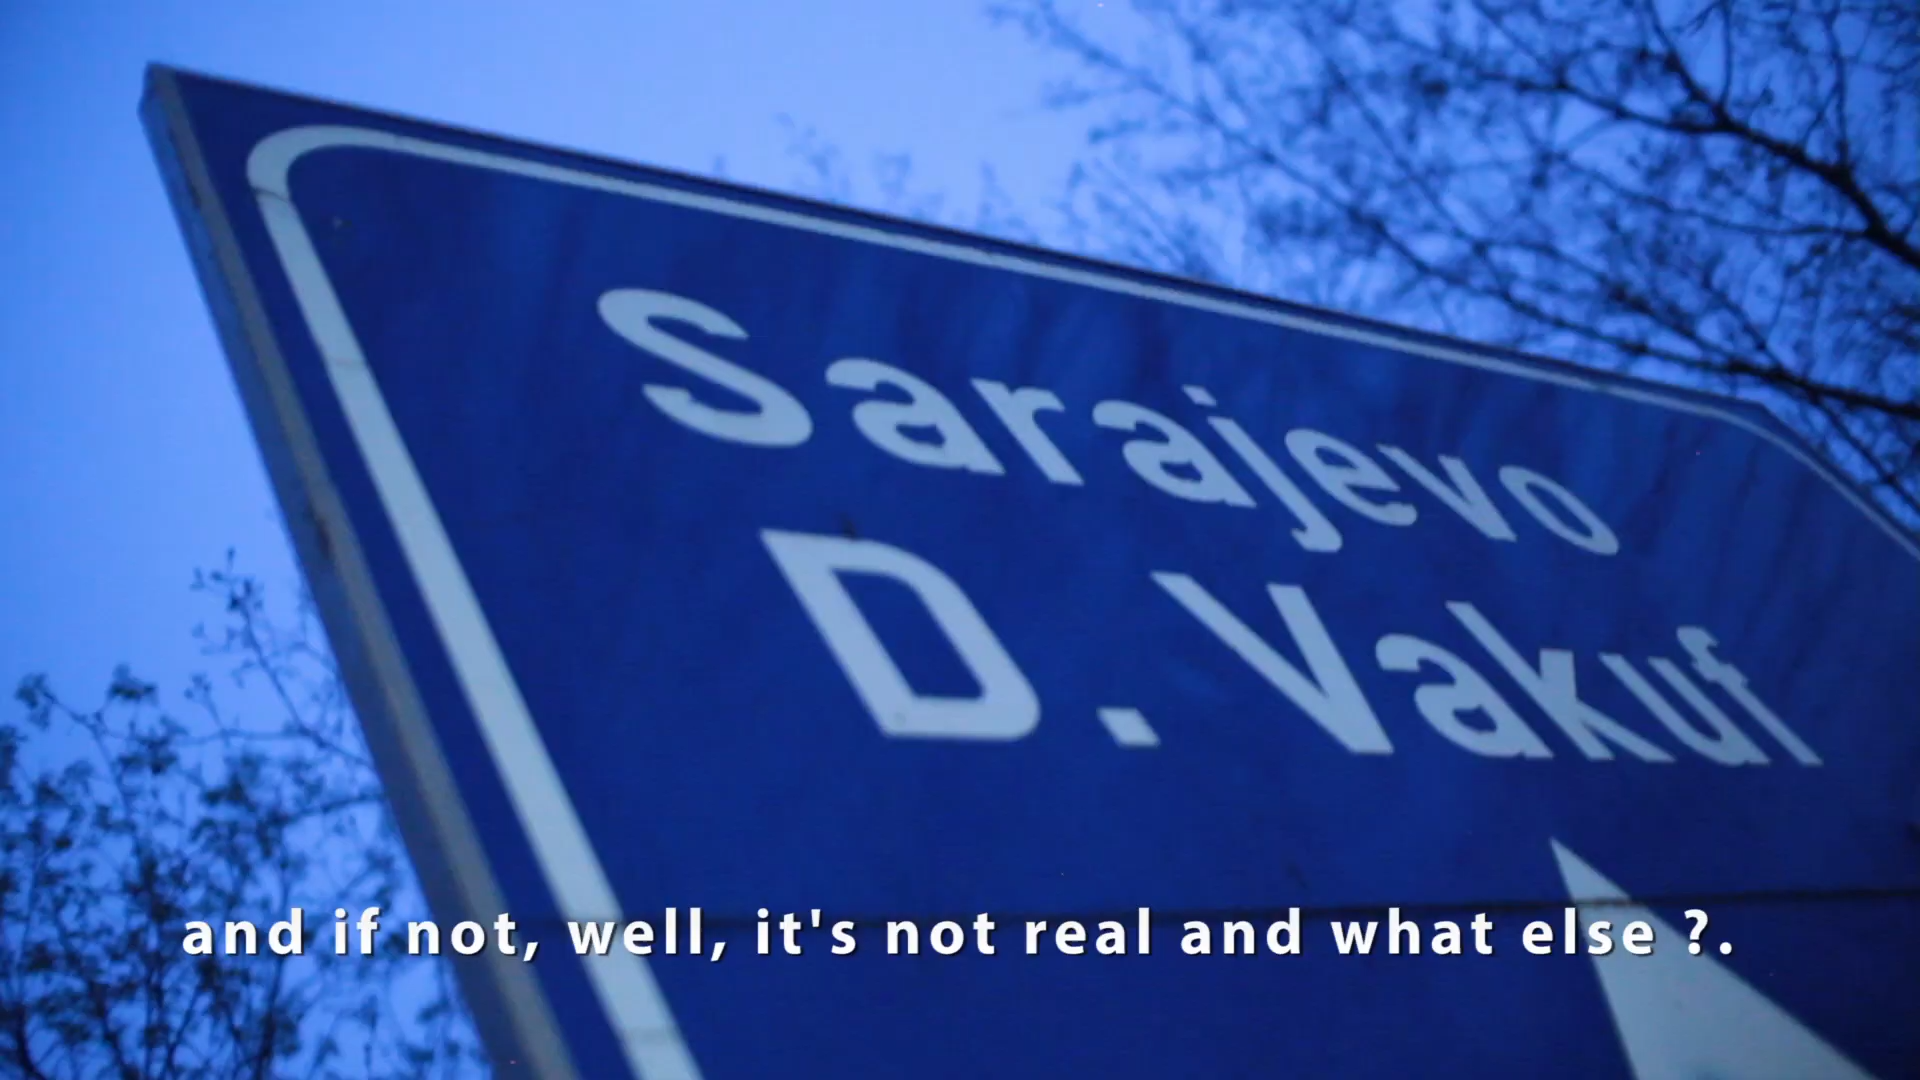 Sarajevo
D. Vakuf
and if not, well, it's not real and what else ?.